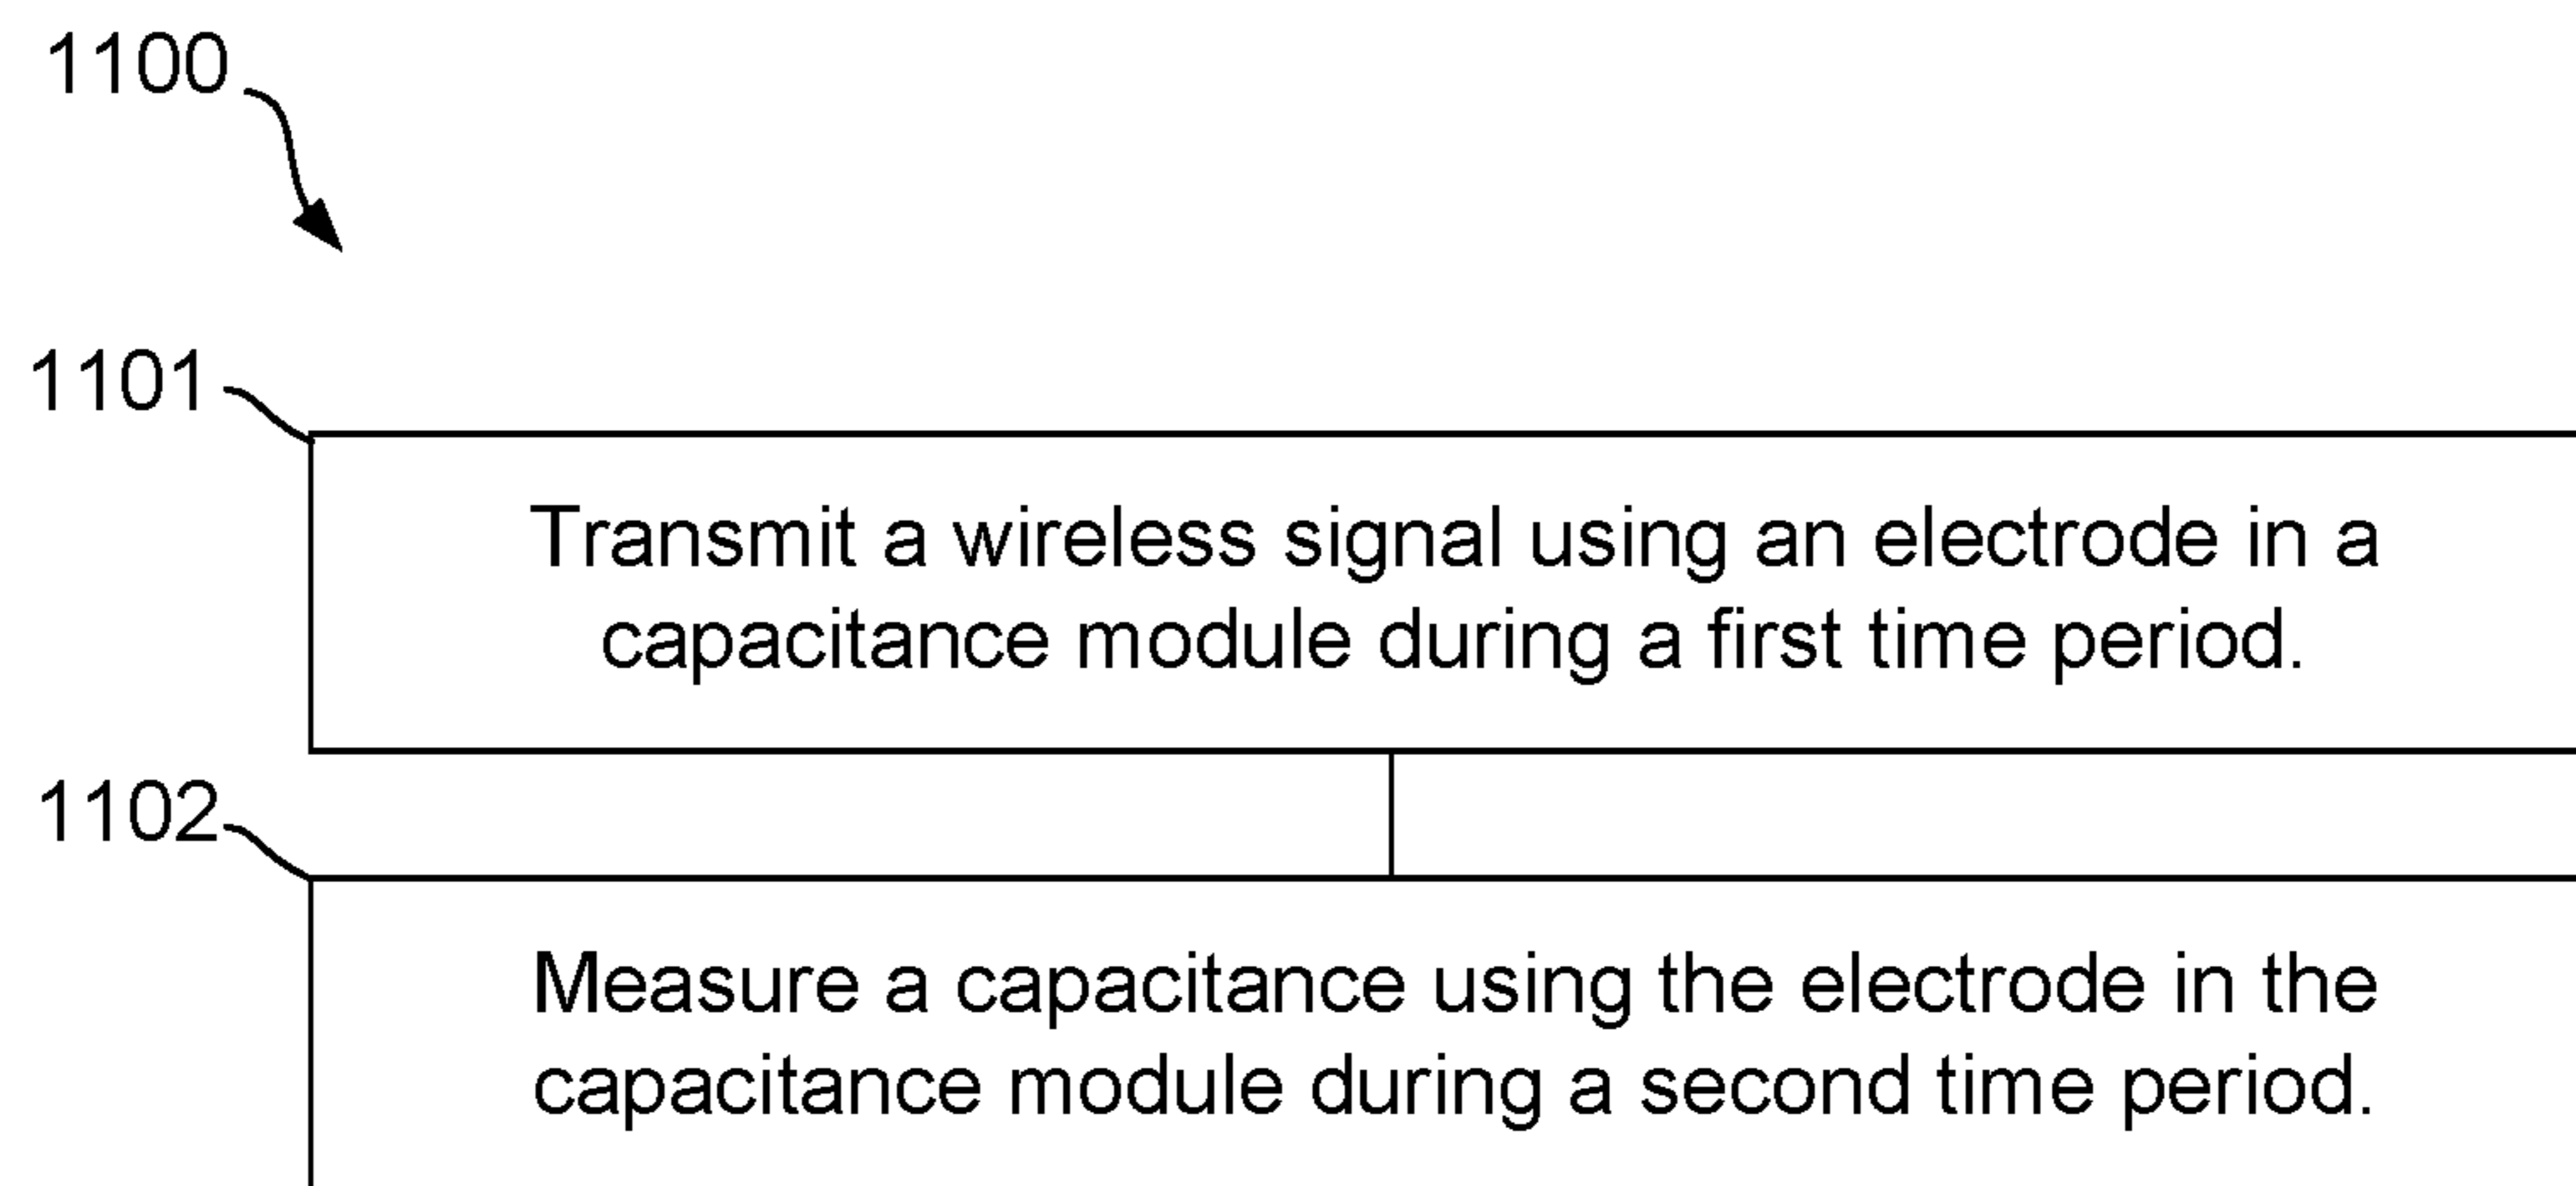 1100
1101
Transmit a wireless signal using an electrode in a
capacitance module during a first time period.
1102
Measure a capacitance using the electrode in the
capacitance module during a second time period.